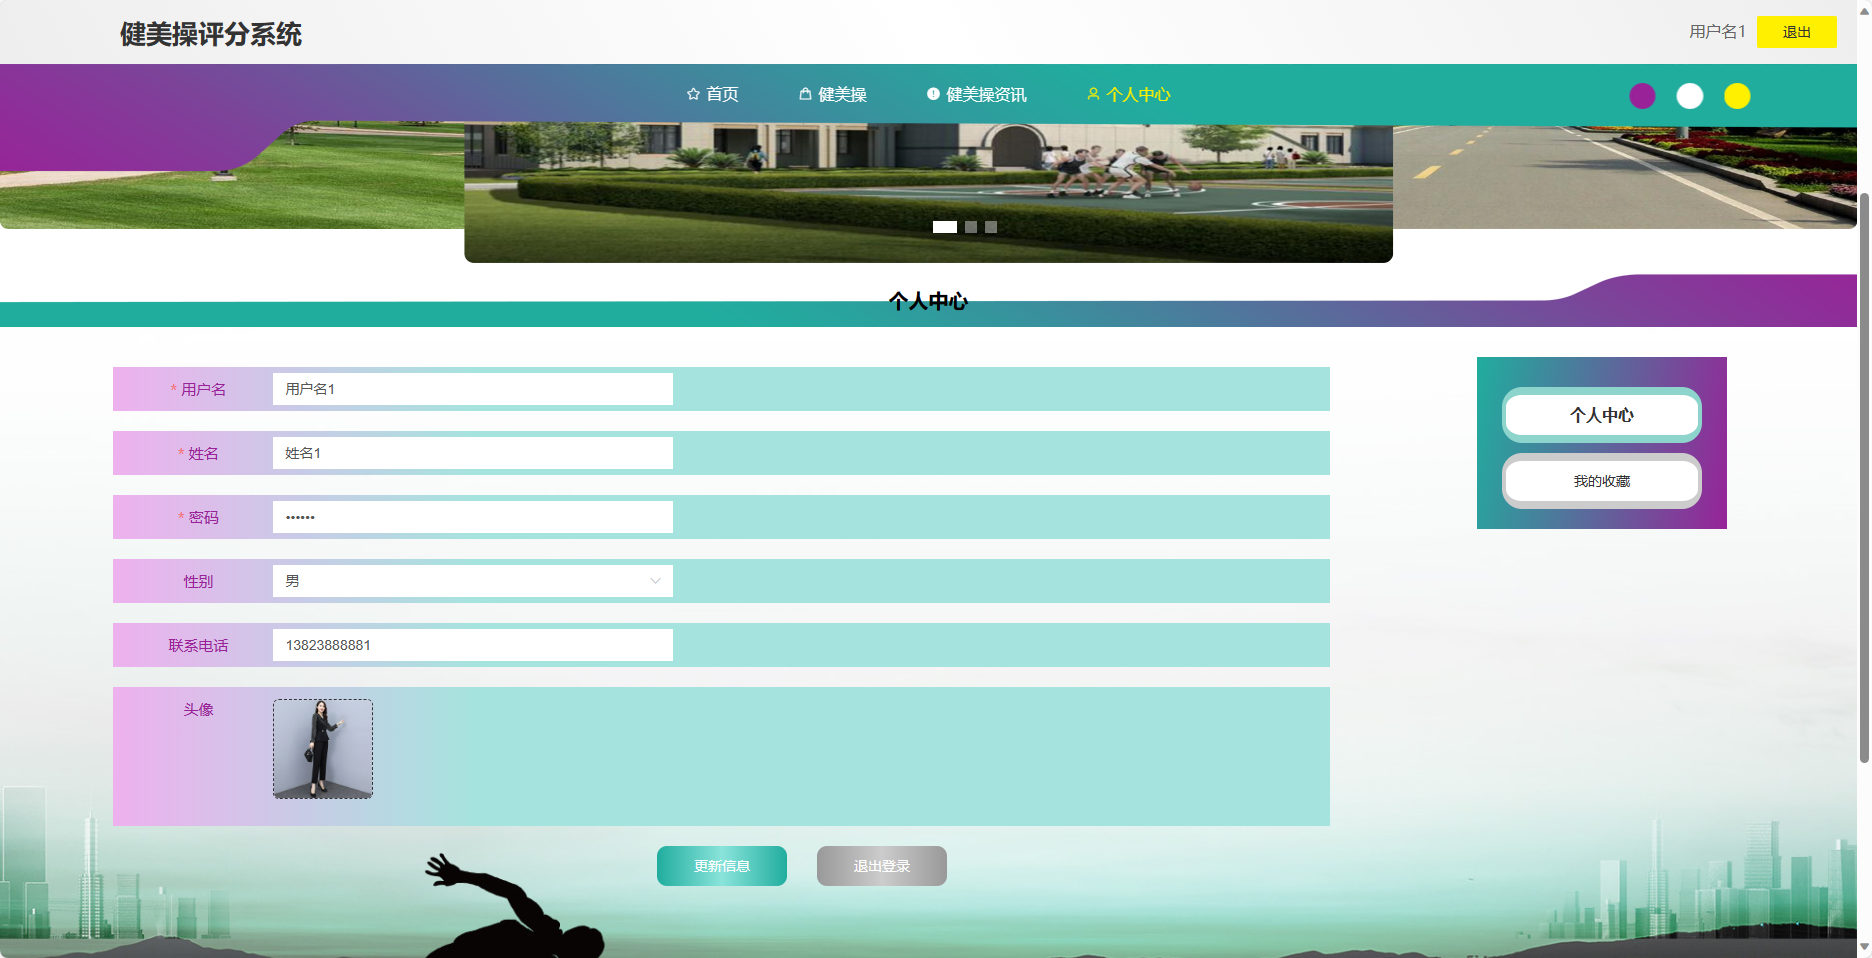 健美操评分系统
用户名1 退出
首页 健美操 健美操资讯 个人中心
个人中心
* 用户名 用户名1
* 姓名 姓名1
* 密码 ••••••
性别 男
联系电话 13823888881
头像
更新信息 退出登录
个人中心
我的收藏